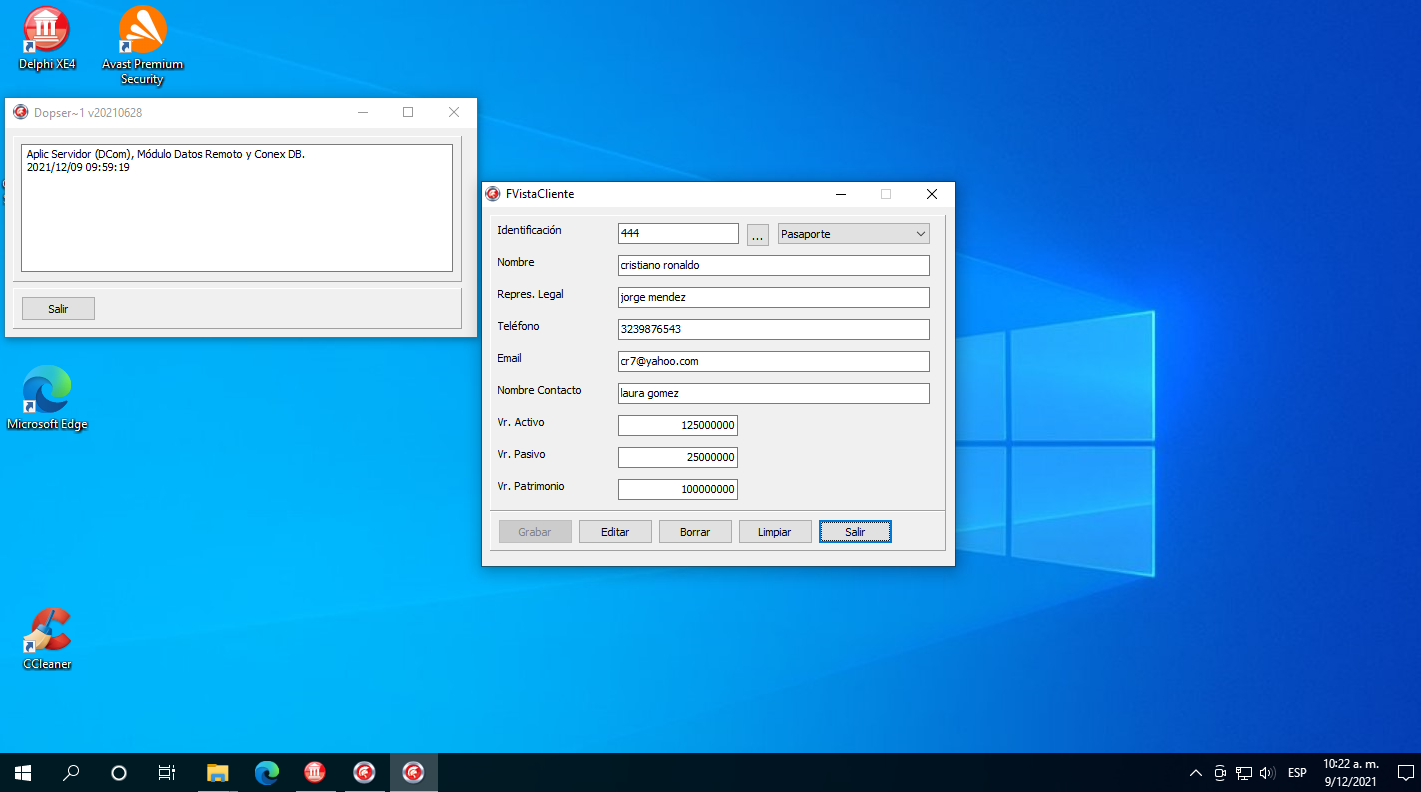 Delphi XE4
Avast Premium
Security
Dopser~1 v20210628
Aplic Servidor (DCom), Módulo Datos Remoto y Conex DB.
2021/12/09 09:59:19
Salir
Microsoft Edge
CCleaner
FVistaCliente
Identificación 444 ... Pasaporte
Nombre cristiano ronaldo
Repres. Legal jorge mendez
Teléfono 3239876543
Email cr7@yahoo.com
Nombre Contacto laura gomez
Vr. Activo 125000000
Vr. Pasivo 25000000
Vr. Patrimonio 100000000
Grabar Editar Borrar Limpiar Salir
ESP
10:22 a. m.
9/12/2021